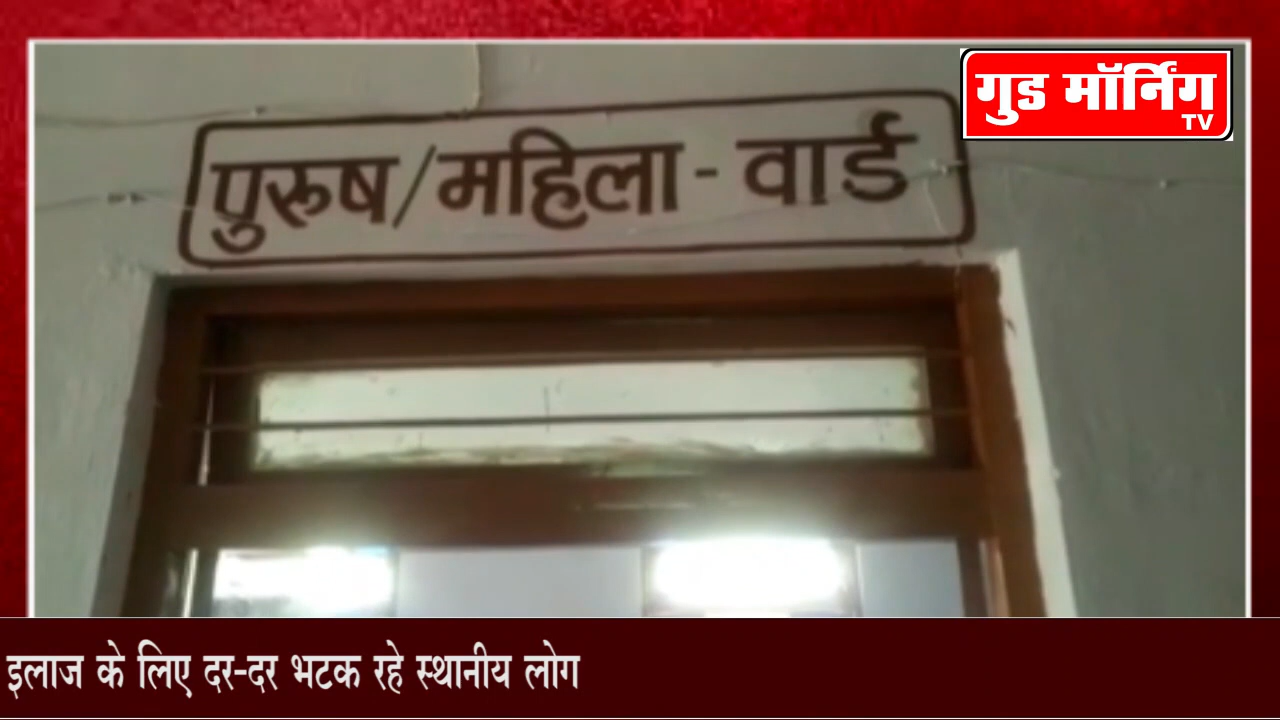 गुड मॉर्निंग
TV
पुरुष/महिला - वार्ड
इलाज के लिए दर-दर भटक रहे स्थानीय लोग